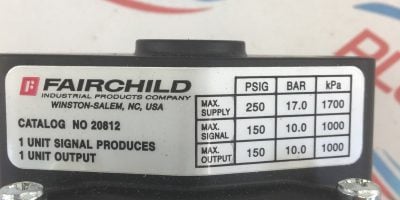 FAIRCHILD
INDUSTRIAL PRODUCTS COMPANY
WINSTON-SALEM, NC, USA
CATALOG NO 20812
1 UNIT SIGNAL PRODUCES
1 UNIT OUTPUT
PSIG BAR kPa
MAX. SUPPLY 250 17.0 1700
MAX. SIGNAL 150 10.0 1000
MAX. OUTPUT 150 10.0 1000